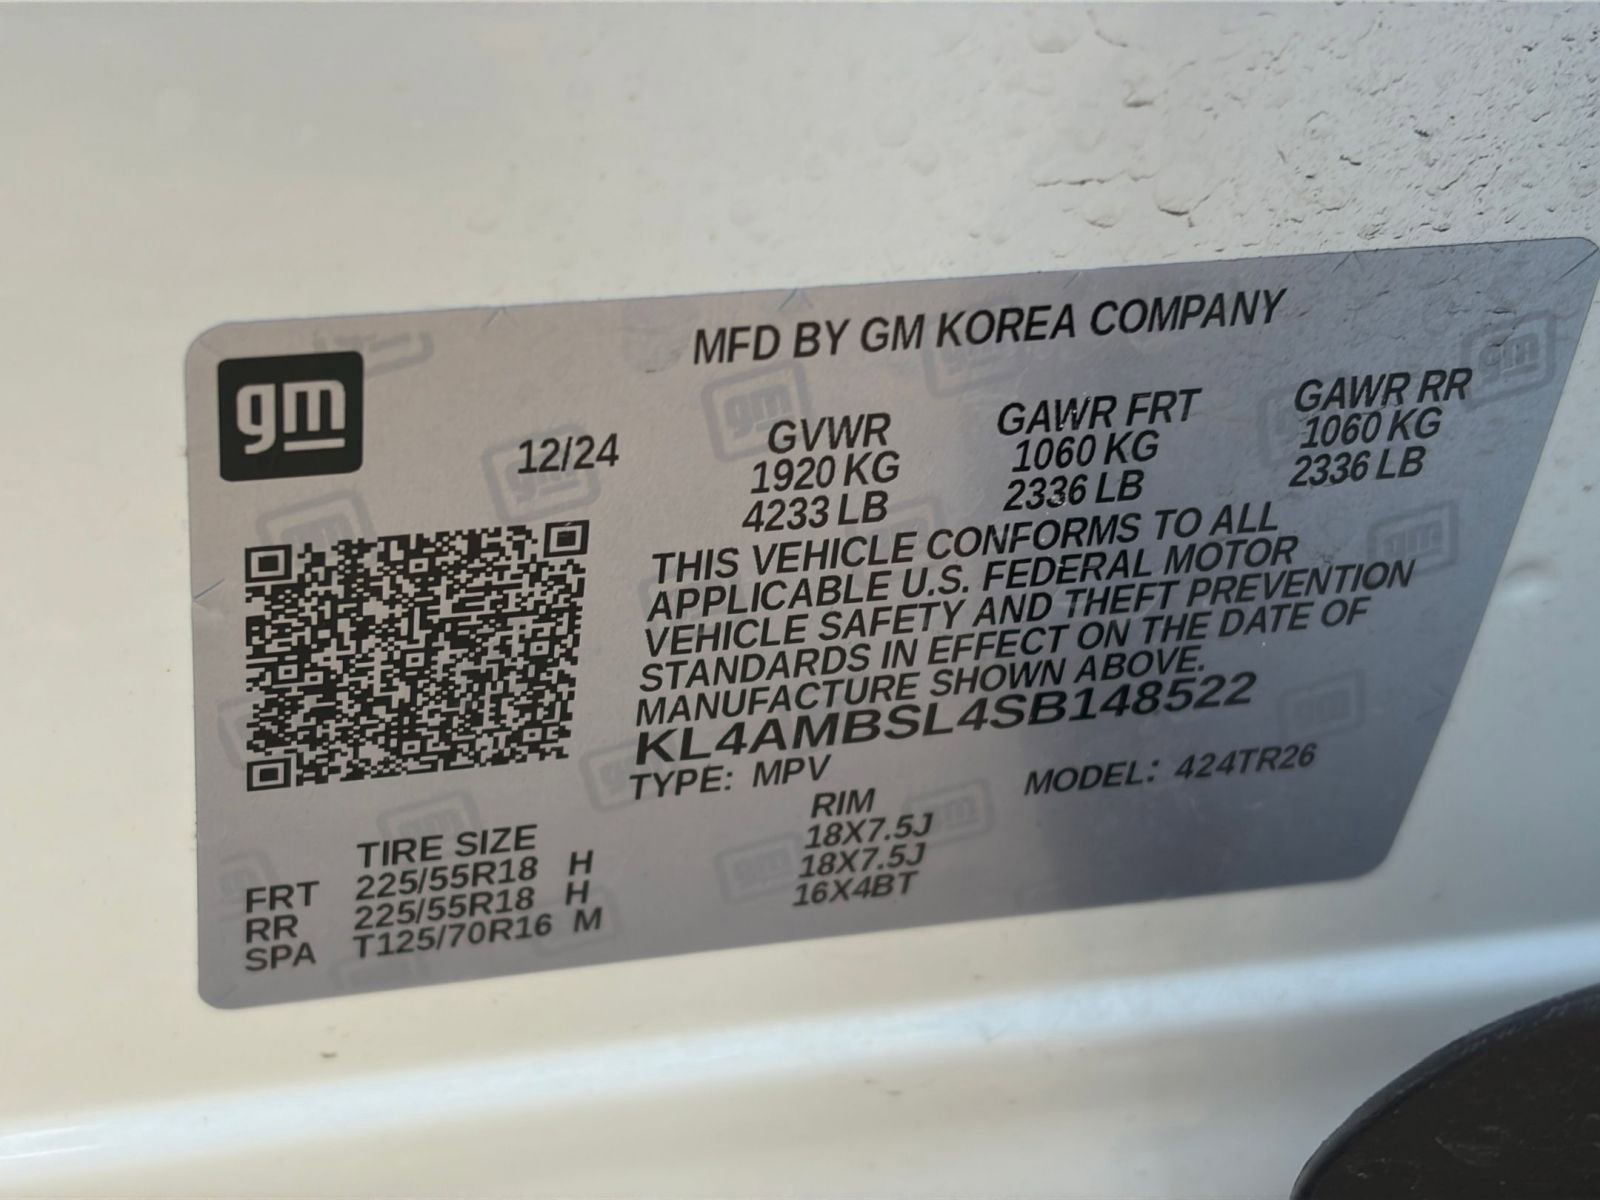 gm
MFD BY GM KOREA COMPANY
12/24
GVWR GAWR FRT GAWR RR
1920 KG 1060 KG 1060 KG
4233 LB 2336 LB 2336 LB
THIS VEHICLE CONFORMS TO ALL
APPLICABLE U.S. FEDERAL MOTOR
VEHICLE SAFETY AND THEFT PREVENTION
STANDARDS IN EFFECT ON THE DATE OF
MANUFACTURE SHOWN ABOVE.
KL4AMBSL4SB148522
TYPE: MPV MODEL: 424TR26
TIRE SIZE RIM
FRT 225/55R18 H 18X7.5J
RR 225/55R18 H 18X7.5J
SPA T125/70R16 M 16X4BT